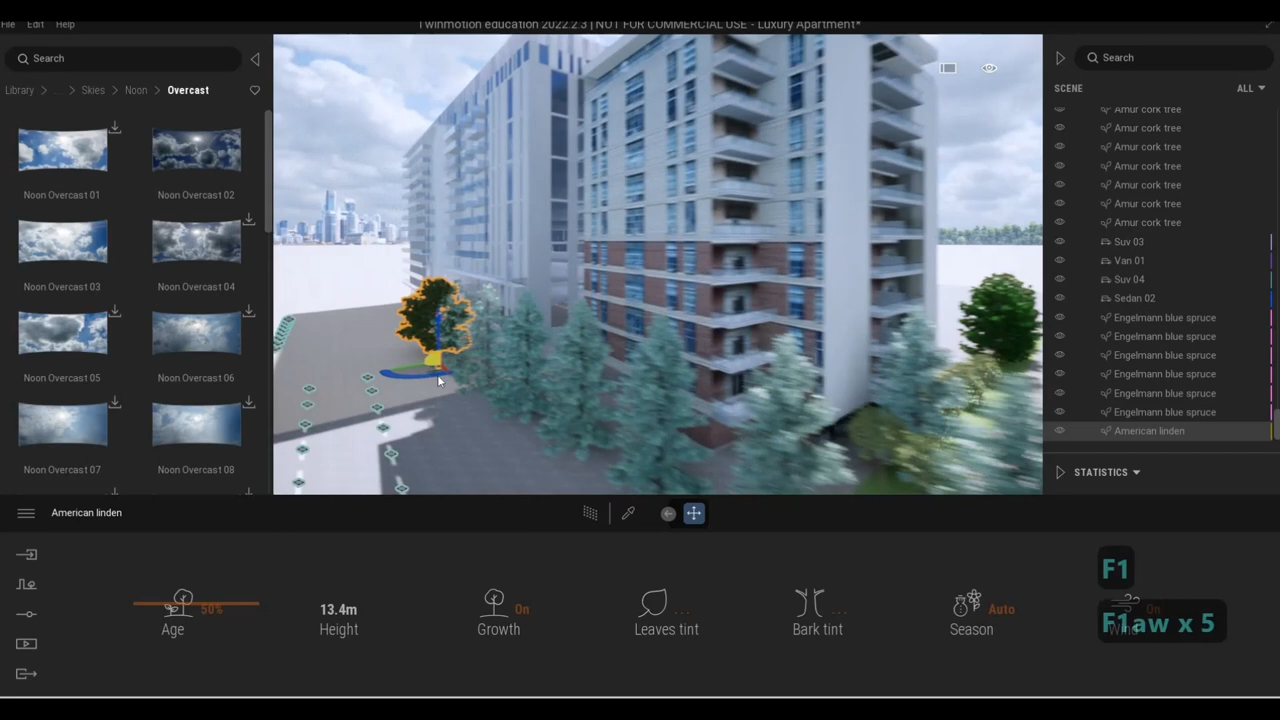 Twinmotion education 2022.2.3 | NOT FOR COMMERCIAL USE - Luxury Apartment*
File Edit Help
Search
Library > ... > Skies > Noon > Overcast
Noon Overcast 01
Noon Overcast 02
Noon Overcast 03
Noon Overcast 04
Noon Overcast 05
Noon Overcast 06
Noon Overcast 07
Noon Overcast 08
Search
SCENE ALL
Amur cork tree
Amur cork tree
Amur cork tree
Amur cork tree
Amur cork tree
Amur cork tree
Amur cork tree
Suv 03
Van 01
Suv 04
Sedan 02
Engelmann blue spruce
Engelmann blue spruce
Engelmann blue spruce
Engelmann blue spruce
Engelmann blue spruce
Engelmann blue spruce
American linden
STATISTICS
American linden
50%
Age
13.4m
Height
On
Growth
...
Leaves tint
...
Bark tint
Auto
Season
On
F1
F1aw x 5